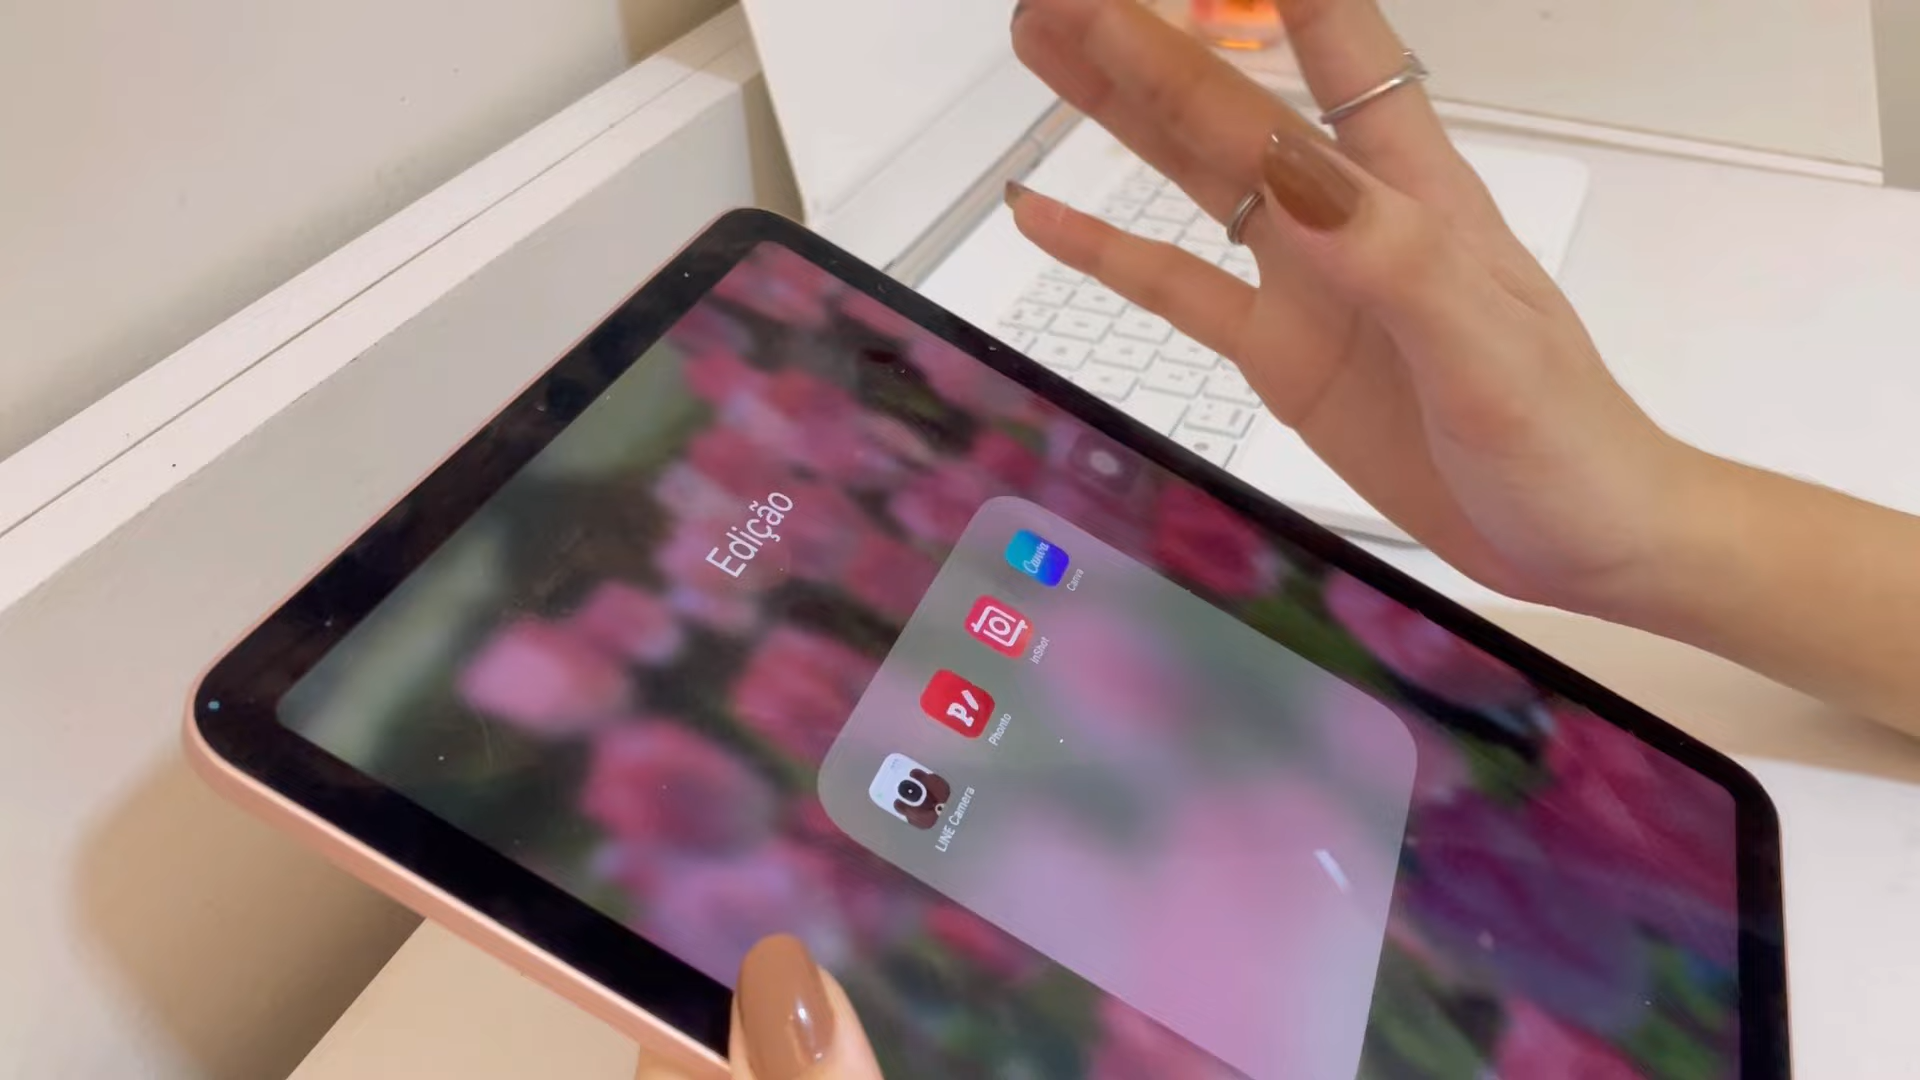 Edição
Canva
Canva
InShot
Phonto
LINE Camera